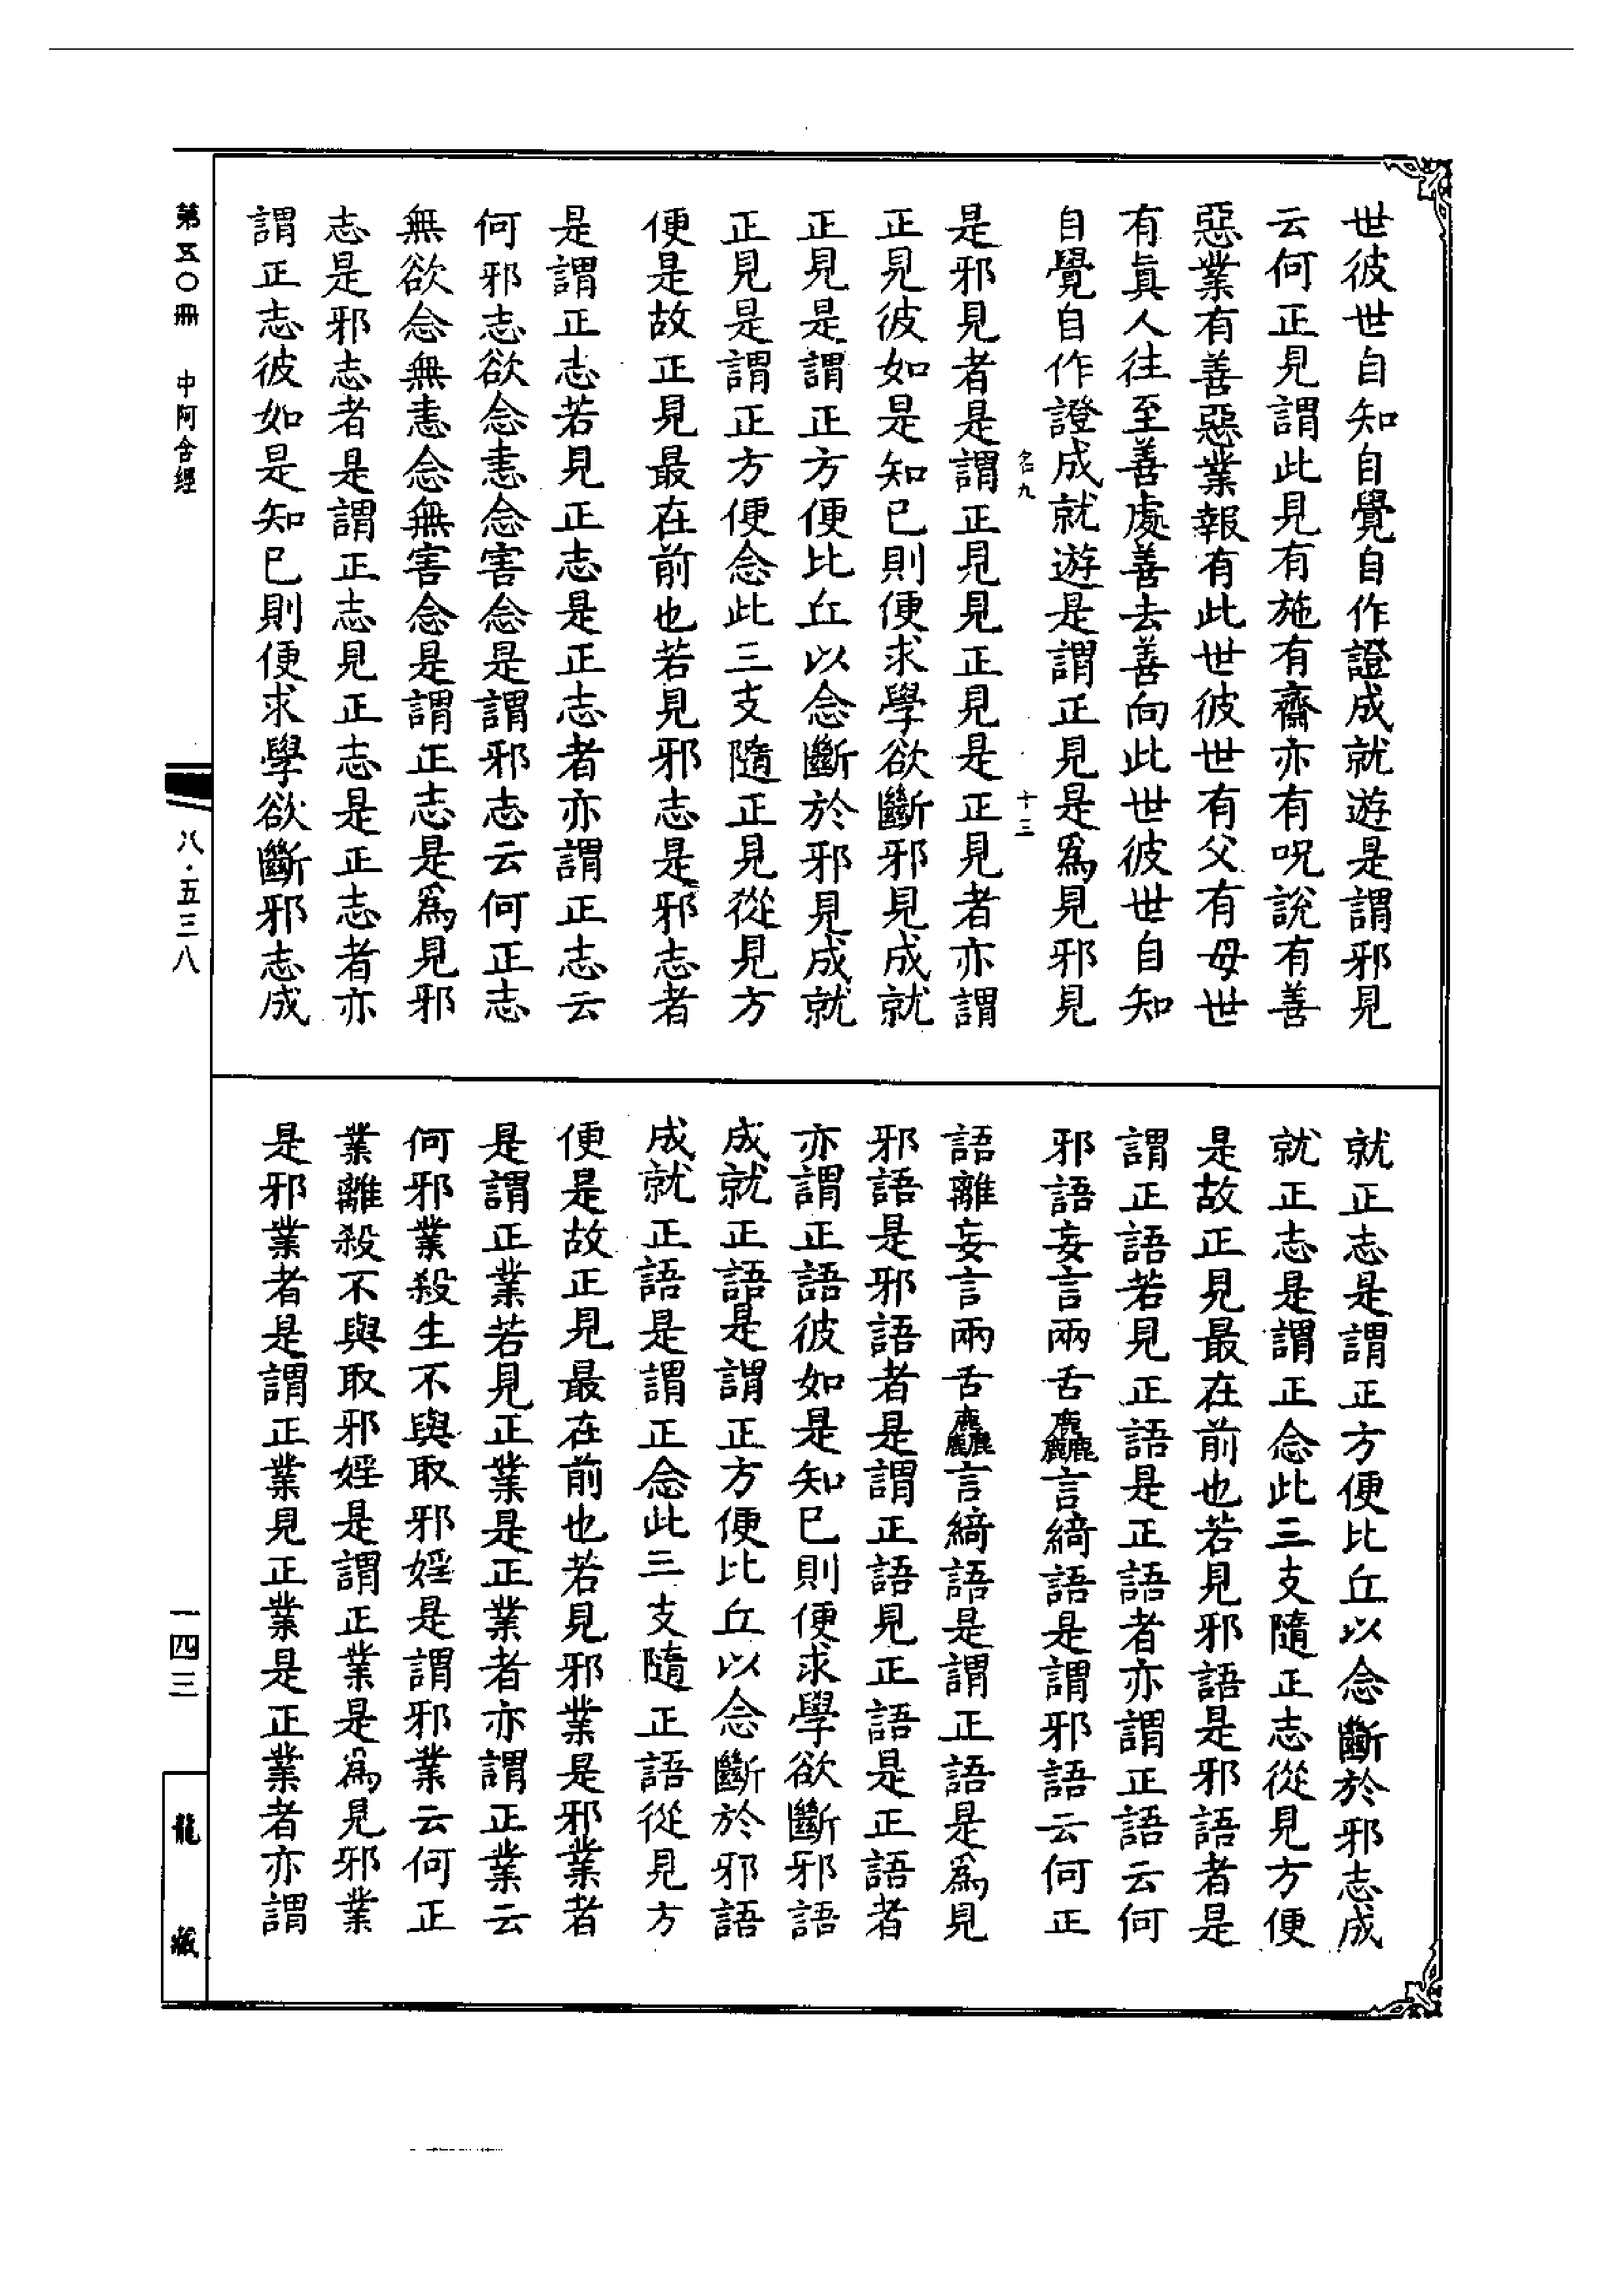 世彼世自知自覺自作證成就遊是謂邪見
云何正見謂此見有施有齋亦有呪說有善
惡業有善惡業報有此世彼世有父有母世
有真人往至善處善去善向此世彼世自知
自覺自作證成就遊是謂正見是爲見邪見
名九
十三
是邪見者是謂正見見正見是正見者亦謂
正見彼如是知已則便求學欲斷邪見成就
正見是謂正方便比丘以念斷於邪見成就
正見是謂正方便念此三支隨正見從見方
便是故正見最在前也若見邪志是邪志者
是謂正志若見正志是正志者亦謂正志云
何邪志欲念恚念害念是謂邪志云何正志
無欲念無恚念無害念是謂正志是爲見邪
志是邪志者是謂正志見正志是正志者亦
謂正志彼如是知已則便求學欲斷邪志成
就正志是謂正方便比丘以念斷於邪志成
就正志是謂正念此三支隨正志從見方便
是故正見最在前也若見邪語是邪語者是
謂正語若見正語是正語者亦謂正語云何
邪語妄言兩舌麤言綺語是謂邪語云何正
語離妄言兩舌麤言綺語是謂正語是爲見
邪語是邪語者是謂正語見正語是正語者
亦謂正語彼如是知已則便求學欲斷邪語
成就正語是謂正方便比丘以念斷於邪語
成就正語是謂正念此三支隨正語從見方
便是故正見最在前也若見邪業是邪業者
是謂正業若見正業是正業者亦謂正業云
何邪業殺生不與取邪婬是謂邪業云何正
業離殺不與取邪婬是謂正業是爲見邪業
是邪業者是謂正業見正業是正業者亦謂
第五〇冊 中阿含經
八·五三八
一四三
龍藏